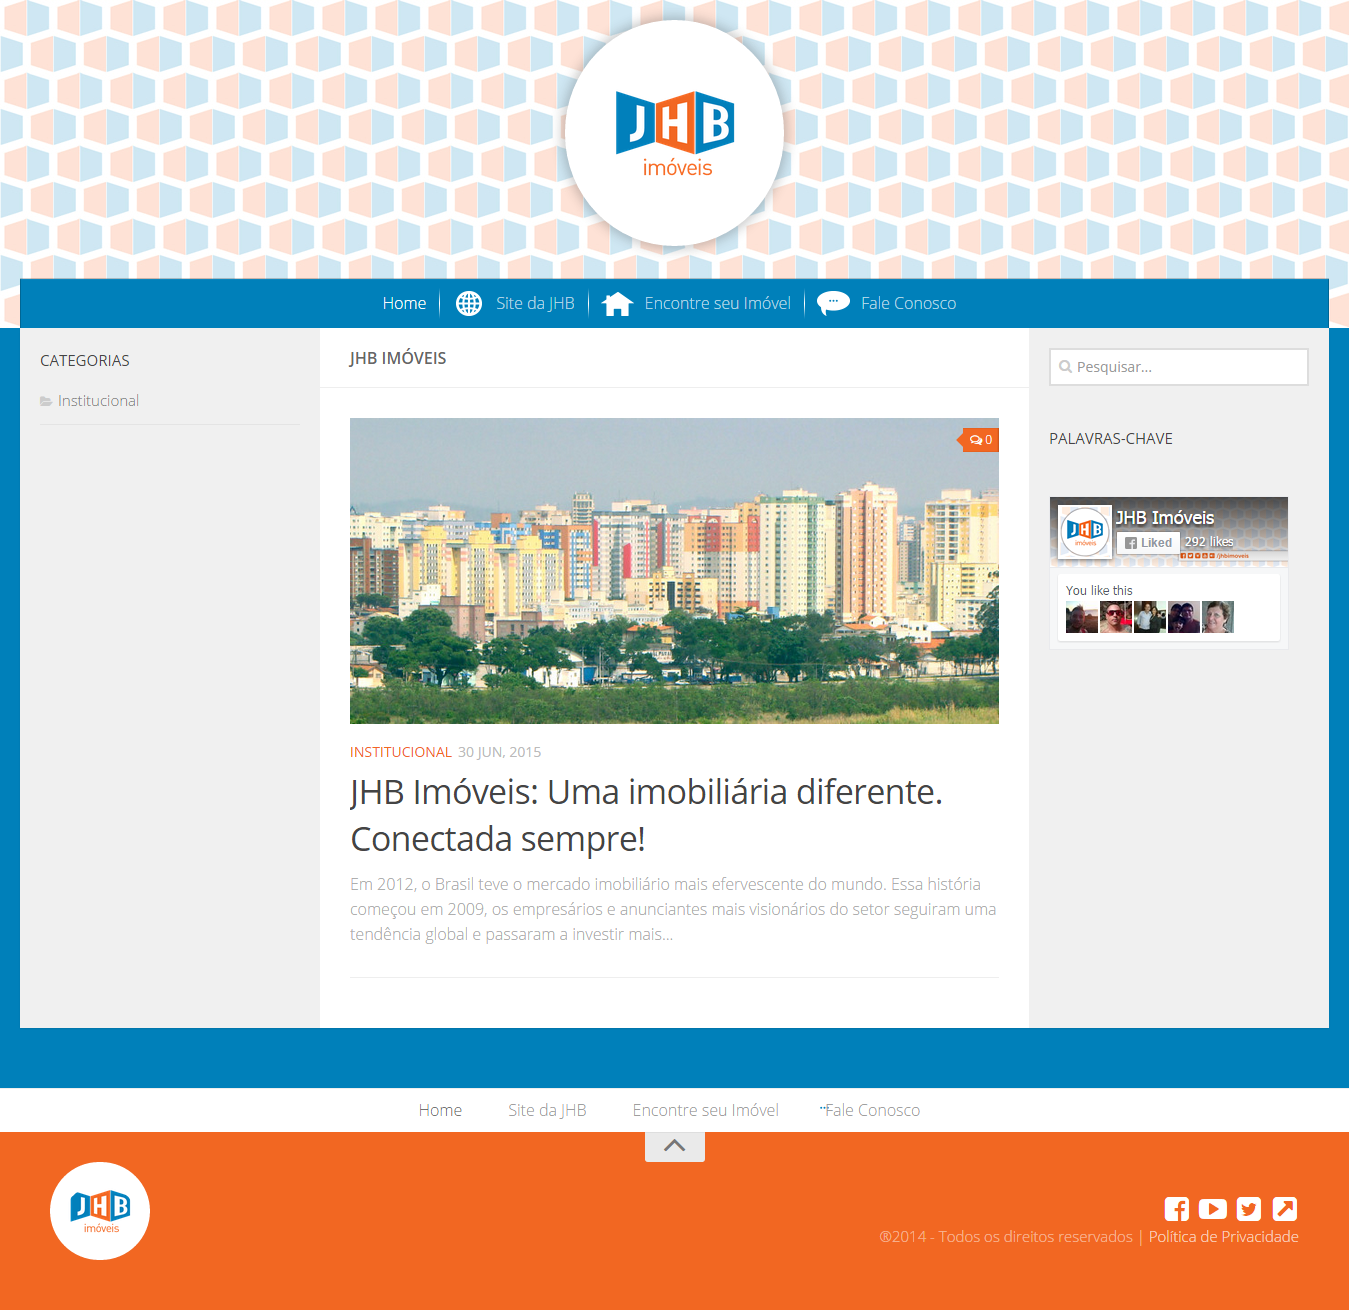 JHB
imóveis
Home
Site da JHB
Encontre seu Imóvel
Fale Conosco
CATEGORIAS
Institucional
JHB IMÓVEIS
0
INSTITUCIONAL 30 JUN, 2015
JHB Imóveis: Uma imobiliária diferente.
Conectada sempre!
Em 2012, o Brasil teve o mercado imobiliário mais efervescente do mundo. Essa história
começou em 2009, os empresários e anunciantes mais visionários do setor seguiram uma
tendência global e passaram a investir mais...
Pesquisar...
PALAVRAS-CHAVE
JHB
imóveis
JHB Imóveis
Liked
292 likes
/jhbimoveis
You like this
Home
Site da JHB
Encontre seu Imóvel
Fale Conosco
JHB
imóveis
®2014 - Todos os direitos reservados | Política de Privacidade